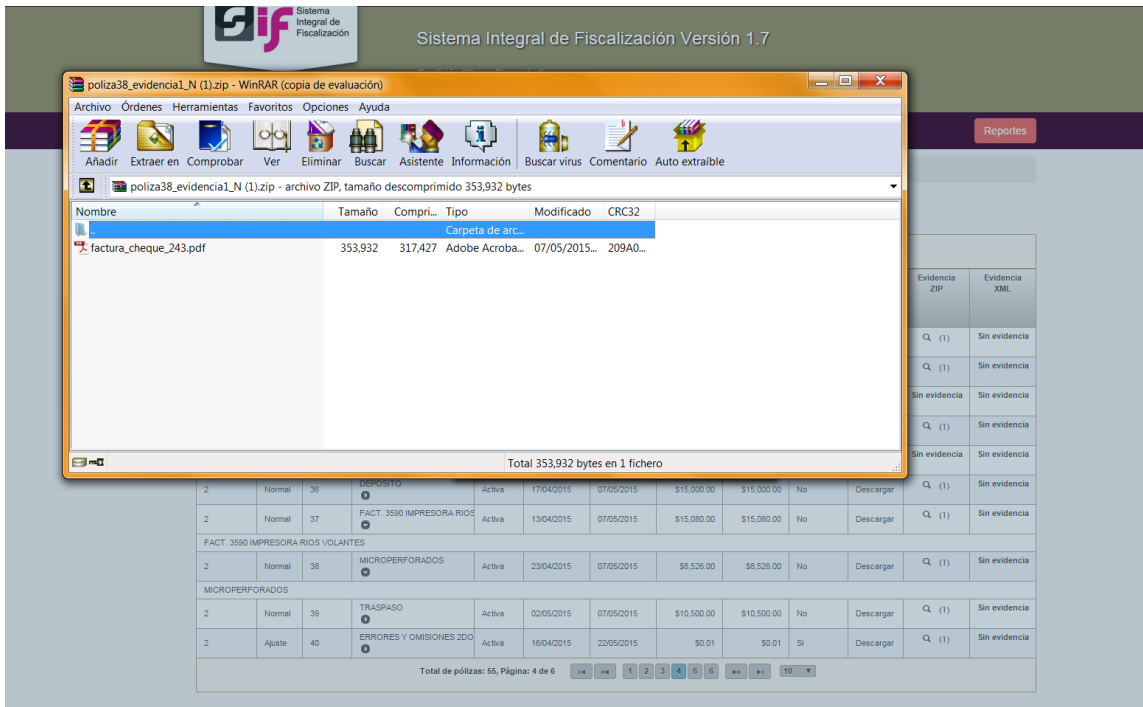 sif Sistema
Integral de
Fiscalización
Sistema Integral de Fiscalización Versión 1.7
poliza38_evidencia1_N (1).zip - WinRAR (copia de evaluación)
Archivo Órdenes Herramientas Favoritos Opciones Ayuda
Añadir Extraer en Comprobar Ver Eliminar Buscar Asistente Información Buscar virus Comentario Auto extraíble
Reportes
poliza38_evidencia1_N (1).zip - archivo ZIP, tamaño descomprimido 353,932 bytes
Nombre Tamaño Compri... Tipo Modificado CRC32
.. Carpeta de arc...
factura_cheque_243.pdf 353,932 317,427 Adobe Acroba... 07/05/2015... 209A0...
Total 353,932 bytes en 1 fichero
Evidencia ZIP Evidencia XML
(1) Sin evidencia
(1) Sin evidencia
Sin evidencia Sin evidencia
(1) Sin evidencia
Sin evidencia Sin evidencia
2 Normal 36 DEPOSITO Activa 17/04/2015 07/05/2015 $15,000.00 $15,000.00 No Descargar (1) Sin evidencia
2 Normal 37 FACT. 3590 IMPRESORA RIOS Activa 13/04/2015 07/05/2015 $15,080.00 $15,080.00 No Descargar (1) Sin evidencia
FACT. 3590 IMPRESORA RIOS VOLANTES
2 Normal 38 MICROPERFORADOS Activa 23/04/2015 07/05/2015 $8,526.00 $8,526.00 No Descargar (1) Sin evidencia
MICROPERFORADOS
2 Normal 39 TRASPASO Activa 02/05/2015 07/05/2015 $10,500.00 $10,500.00 No Descargar (1) Sin evidencia
2 Ajuste 40 ERRORES Y OMISIONES 2DO Activa 16/04/2015 22/05/2015 $0.01 $0.01 Si Descargar (1) Sin evidencia
Total de pólizas: 55, Página: 4 de 6 1 2 3 4 5 6 10